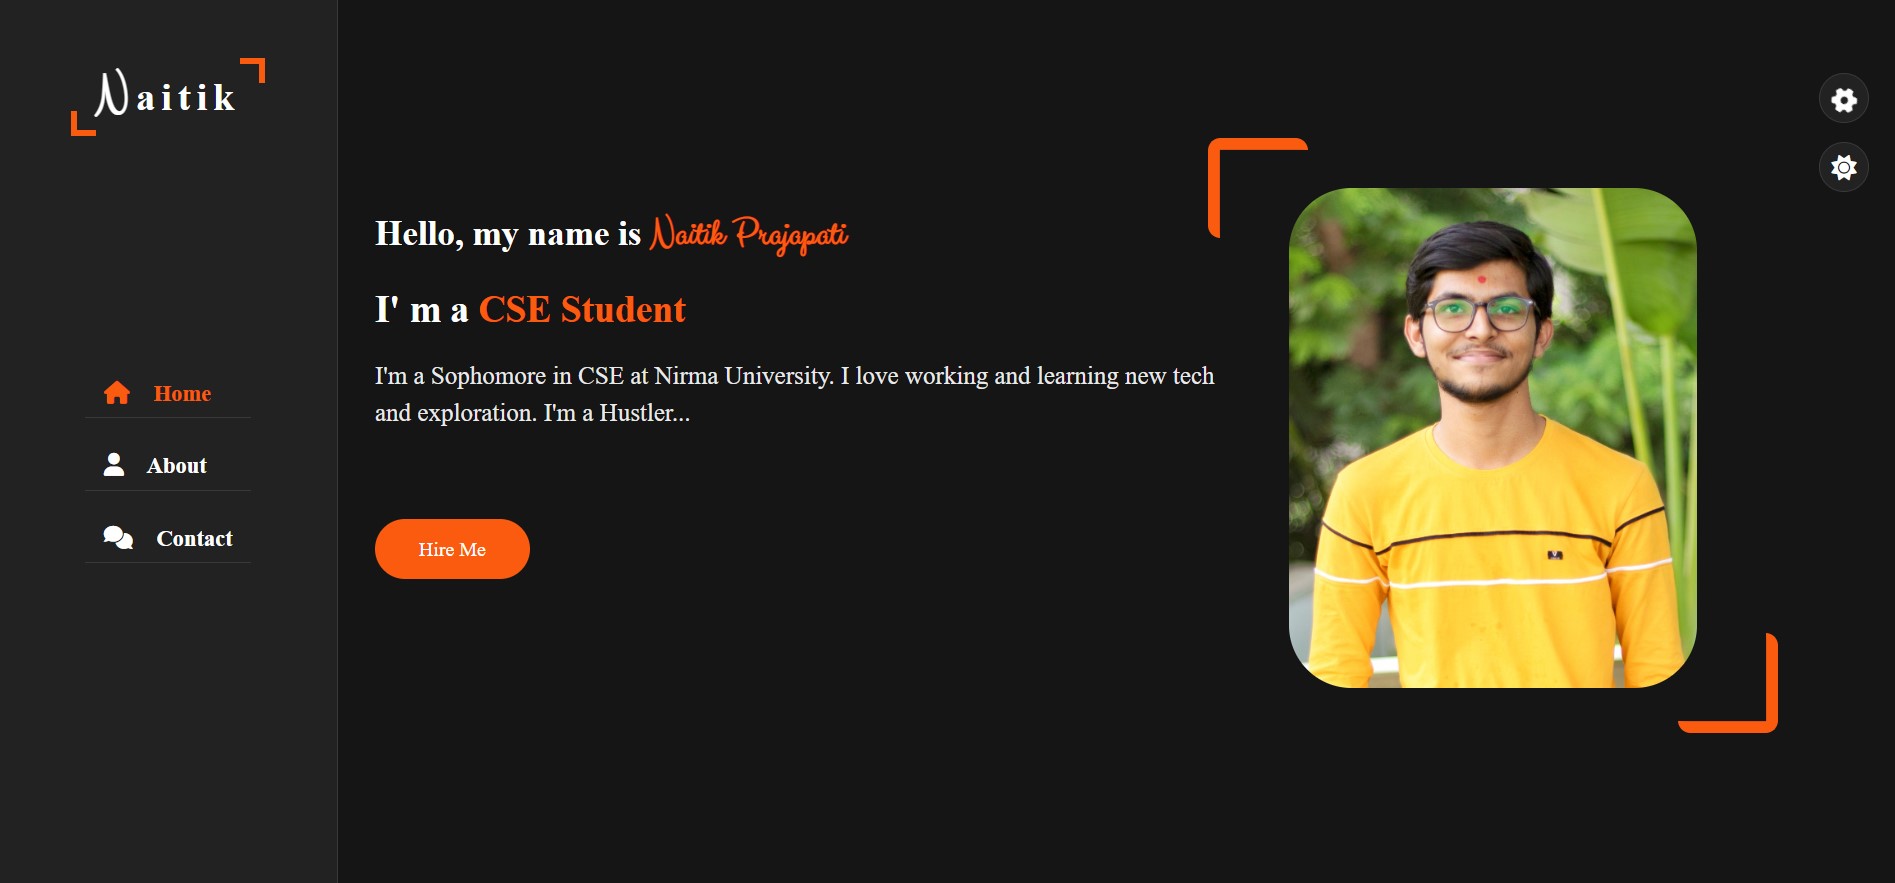 Naitik
Home
About
Contact
Hello, my name is Naitik Prajapati
I' m a CSE Student
I'm a Sophomore in CSE at Nirma University. I love working and learning new tech
and exploration. I'm a Hustler...
Hire Me